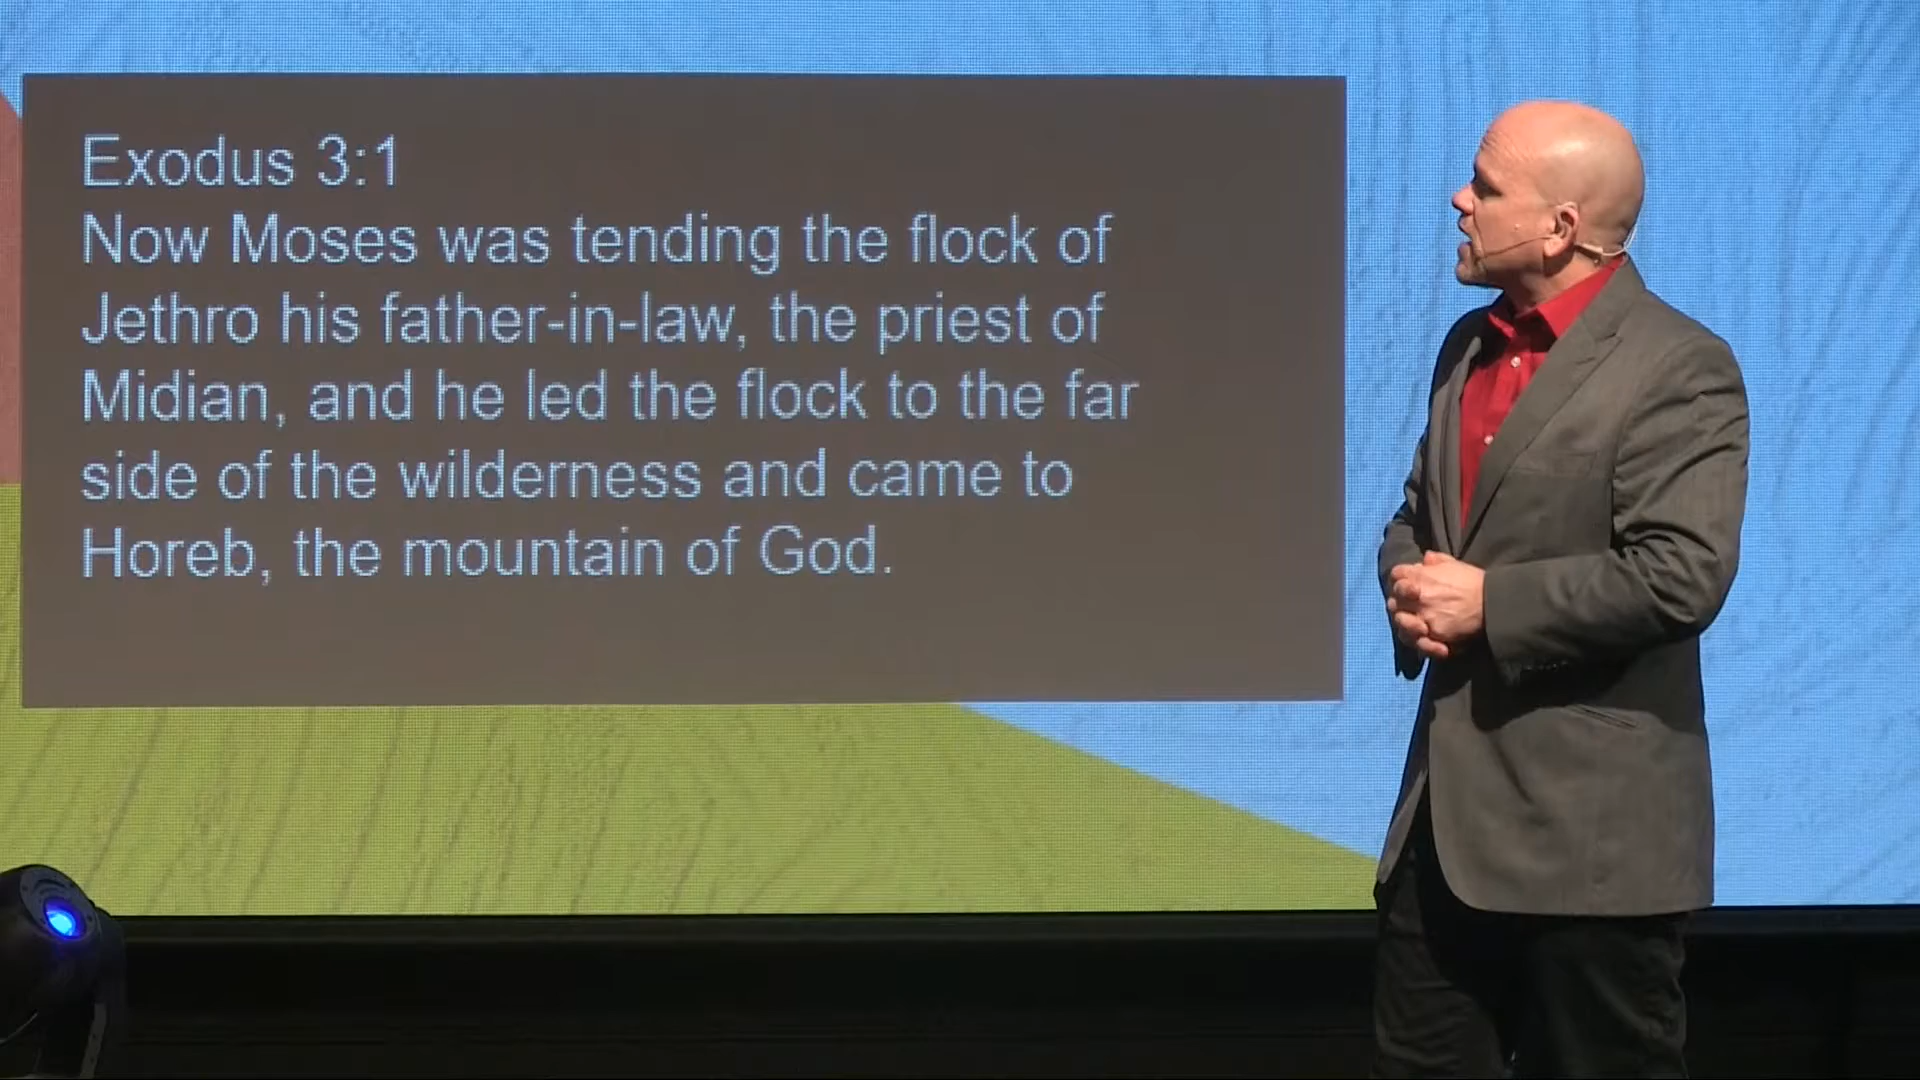 Exodus 3:1
Now Moses was tending the flock of
Jethro his father-in-law, the priest of
Midian, and he led the flock to the far
side of the wilderness and came to
Horeb, the mountain of God.